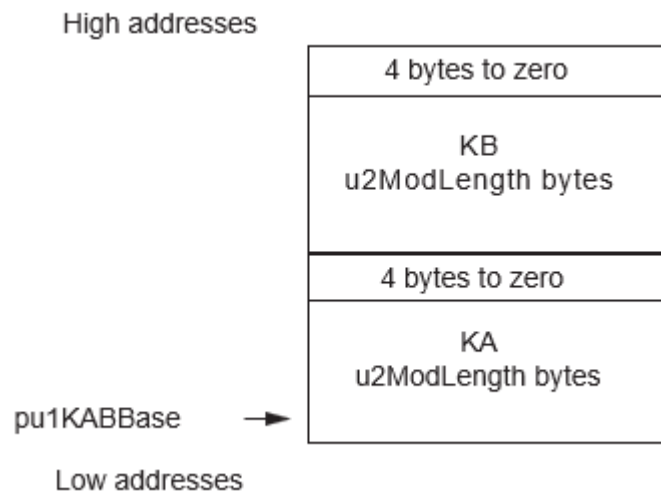 High addresses
4 bytes to zero
KB
u2ModLength bytes
4 bytes to zero
KA
u2ModLength bytes
pu1KABBase
Low addresses